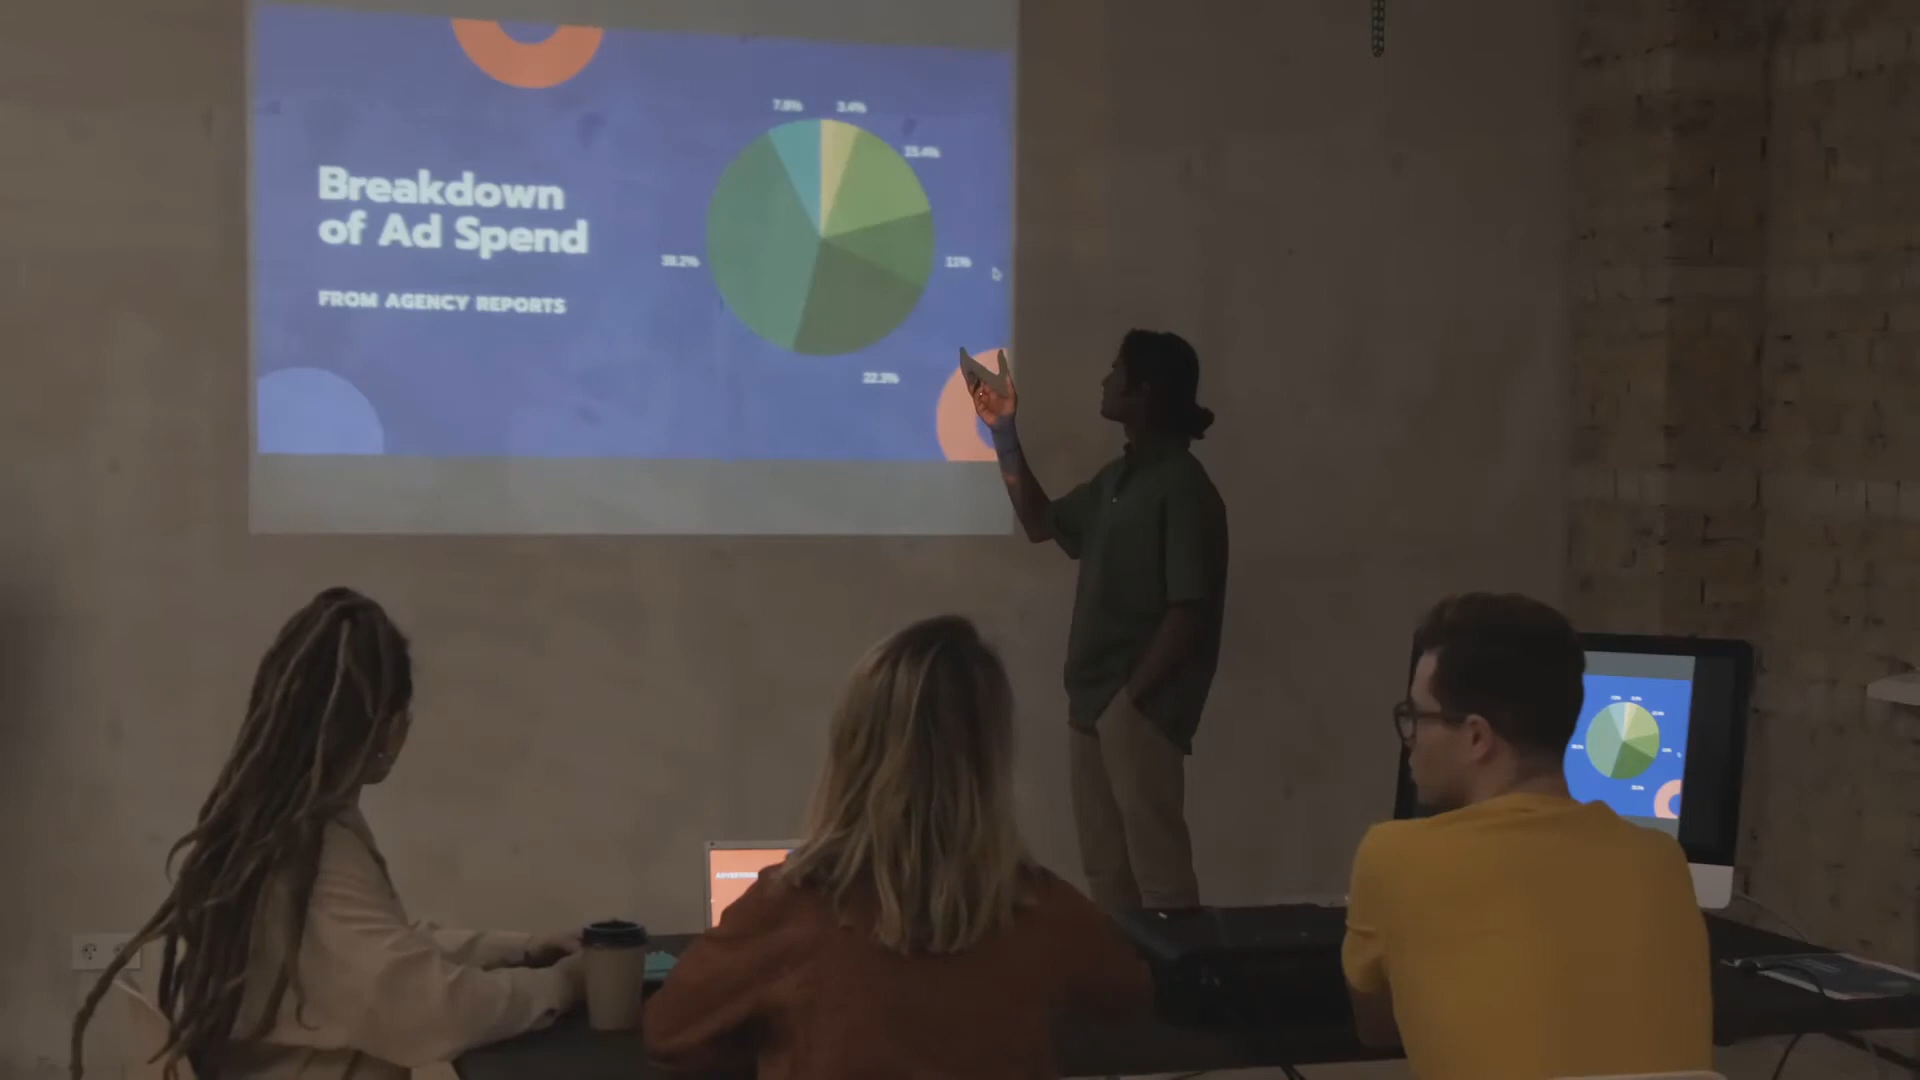 7.8%
3.4%
15.4%
Breakdown
of Ad Spend
11%
FROM AGENCY REPORTS
22.3%